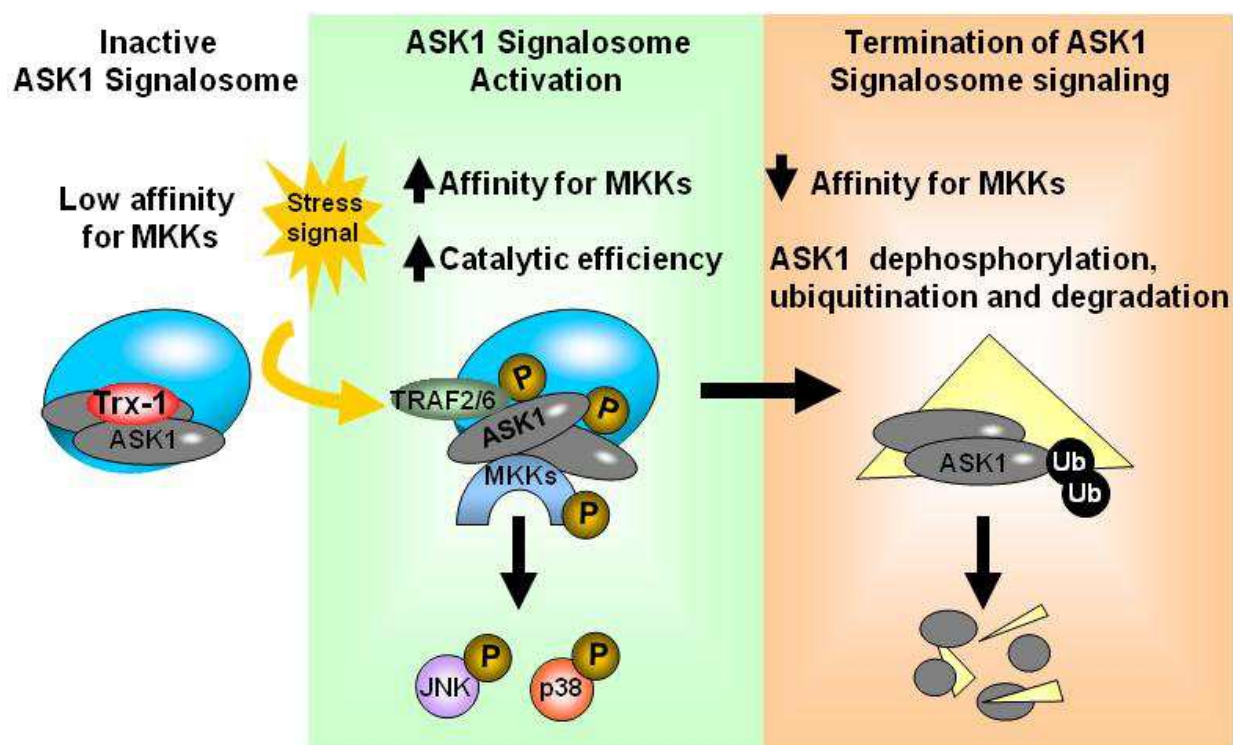 Inactive
ASK1 Signalosome
ASK1 Signalosome
Activation
Termination of ASK1
Signalosome signaling
Low affinity
for MKKs
Stress
signal
Affinity for MKKs
Catalytic efficiency
Affinity for MKKs
ASK1 dephosphorylation,
ubiquitination and degradation
Trx-1
ASK1
TRAF2/6
P
P
ASK1
MKKs
P
JNK
P
p38
P
ASK1
Ub
Ub